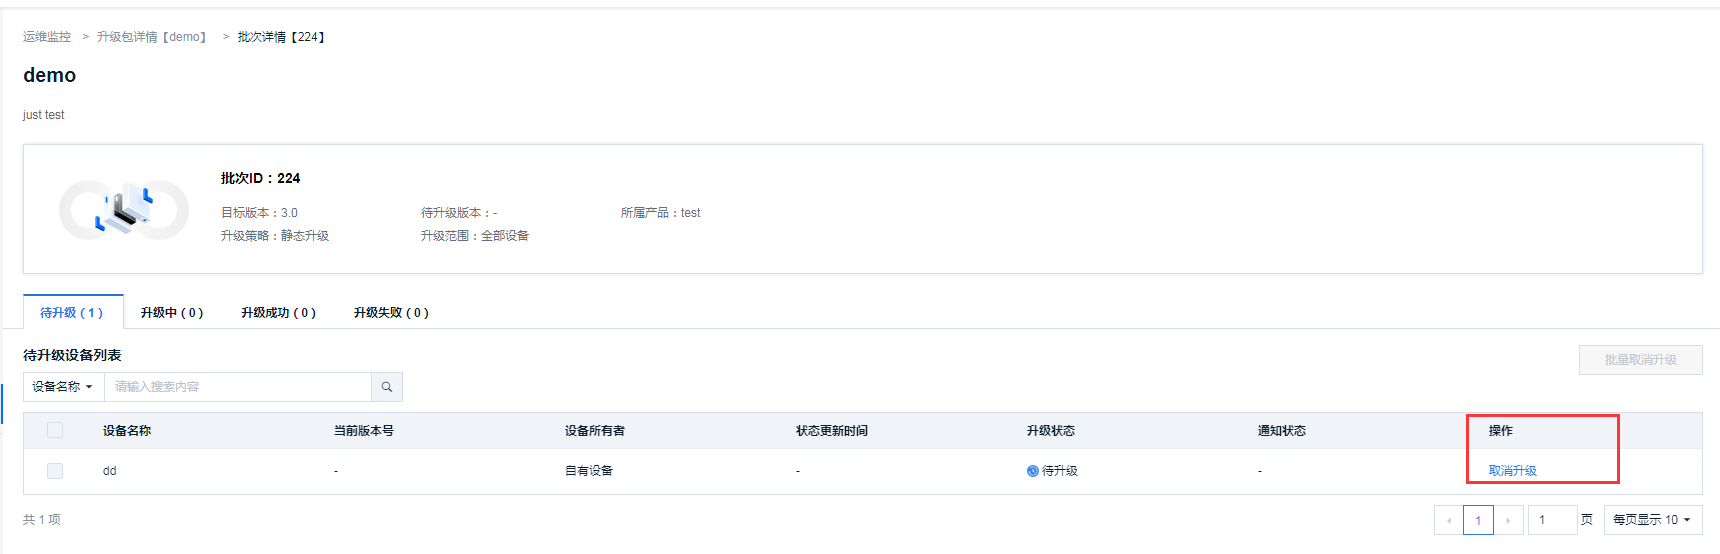 运维监控 > 升级包详情【demo】 > 批次详情【224】
demo
just test
批次ID：224
目标版本：3.0 待升级版本：- 所属产品：test
升级策略：静态升级 升级范围：全部设备
待升级（1） 升级中（0） 升级成功（0） 升级失败（0）
待升级设备列表 批量取消升级
设备名称 请输入搜索内容
设备名称 当前版本号 设备所有者 状态更新时间 升级状态 通知状态 操作
dd - 自有设备 - 待升级 - 取消升级
共 1 项 1 1 页 每页显示 10